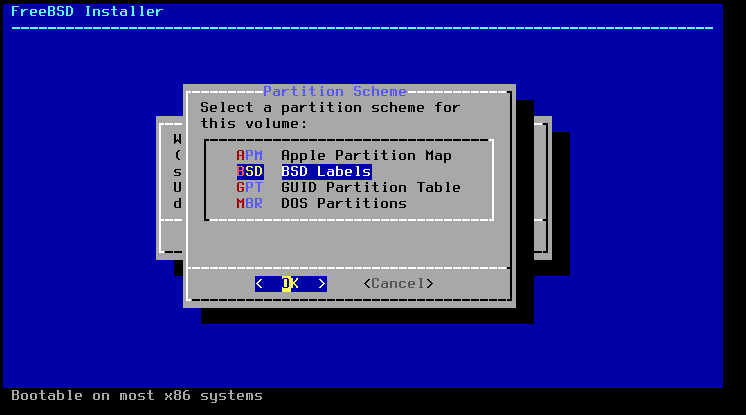 FreeBSD Installer
Partition Scheme
Select a partition scheme for
this volume:
APM Apple Partition Map
BSD BSD Labels
GPT GUID Partition Table
MBR DOS Partitions
< OK > <Cancel>
W
(
s
U
d
Bootable on most x86 systems